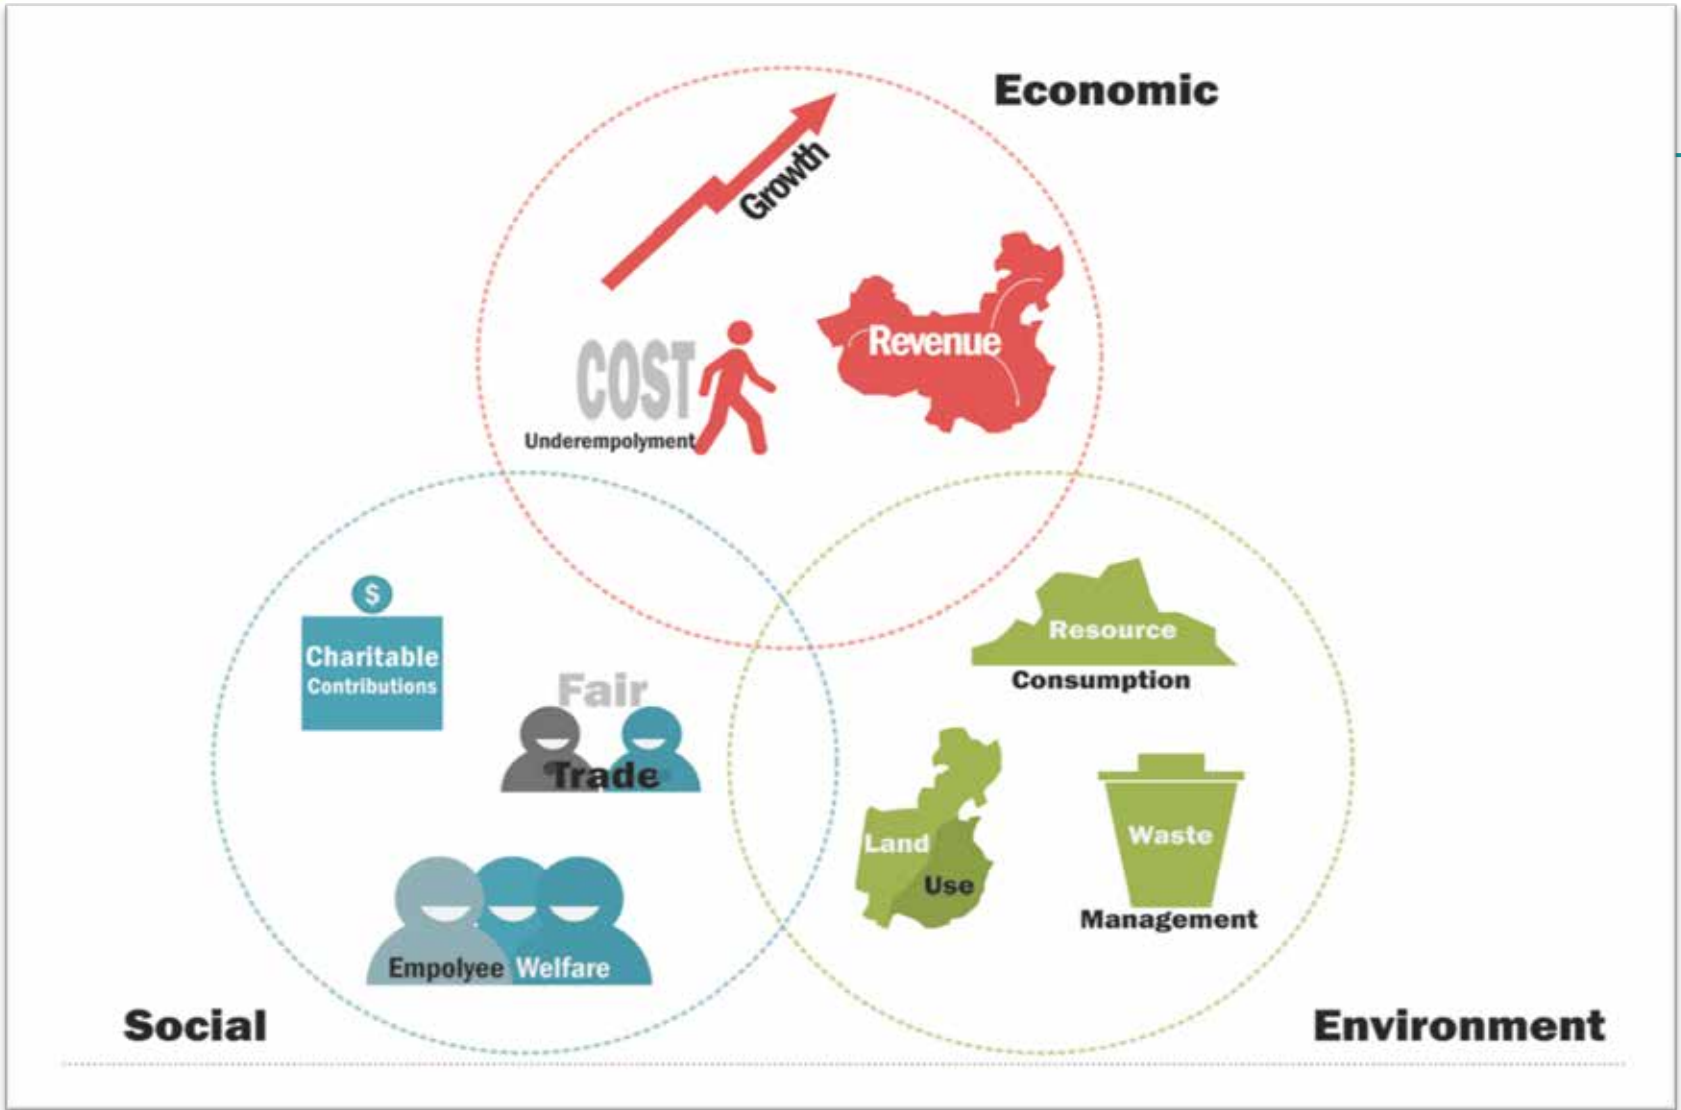 Economic
Growth
Revenue
COST
Underempolyment
$
Charitable
Contributions
Fair
Trade
Empolyee Welfare
Resource
Consumption
Land
Use
Waste
Management
Social
Environment